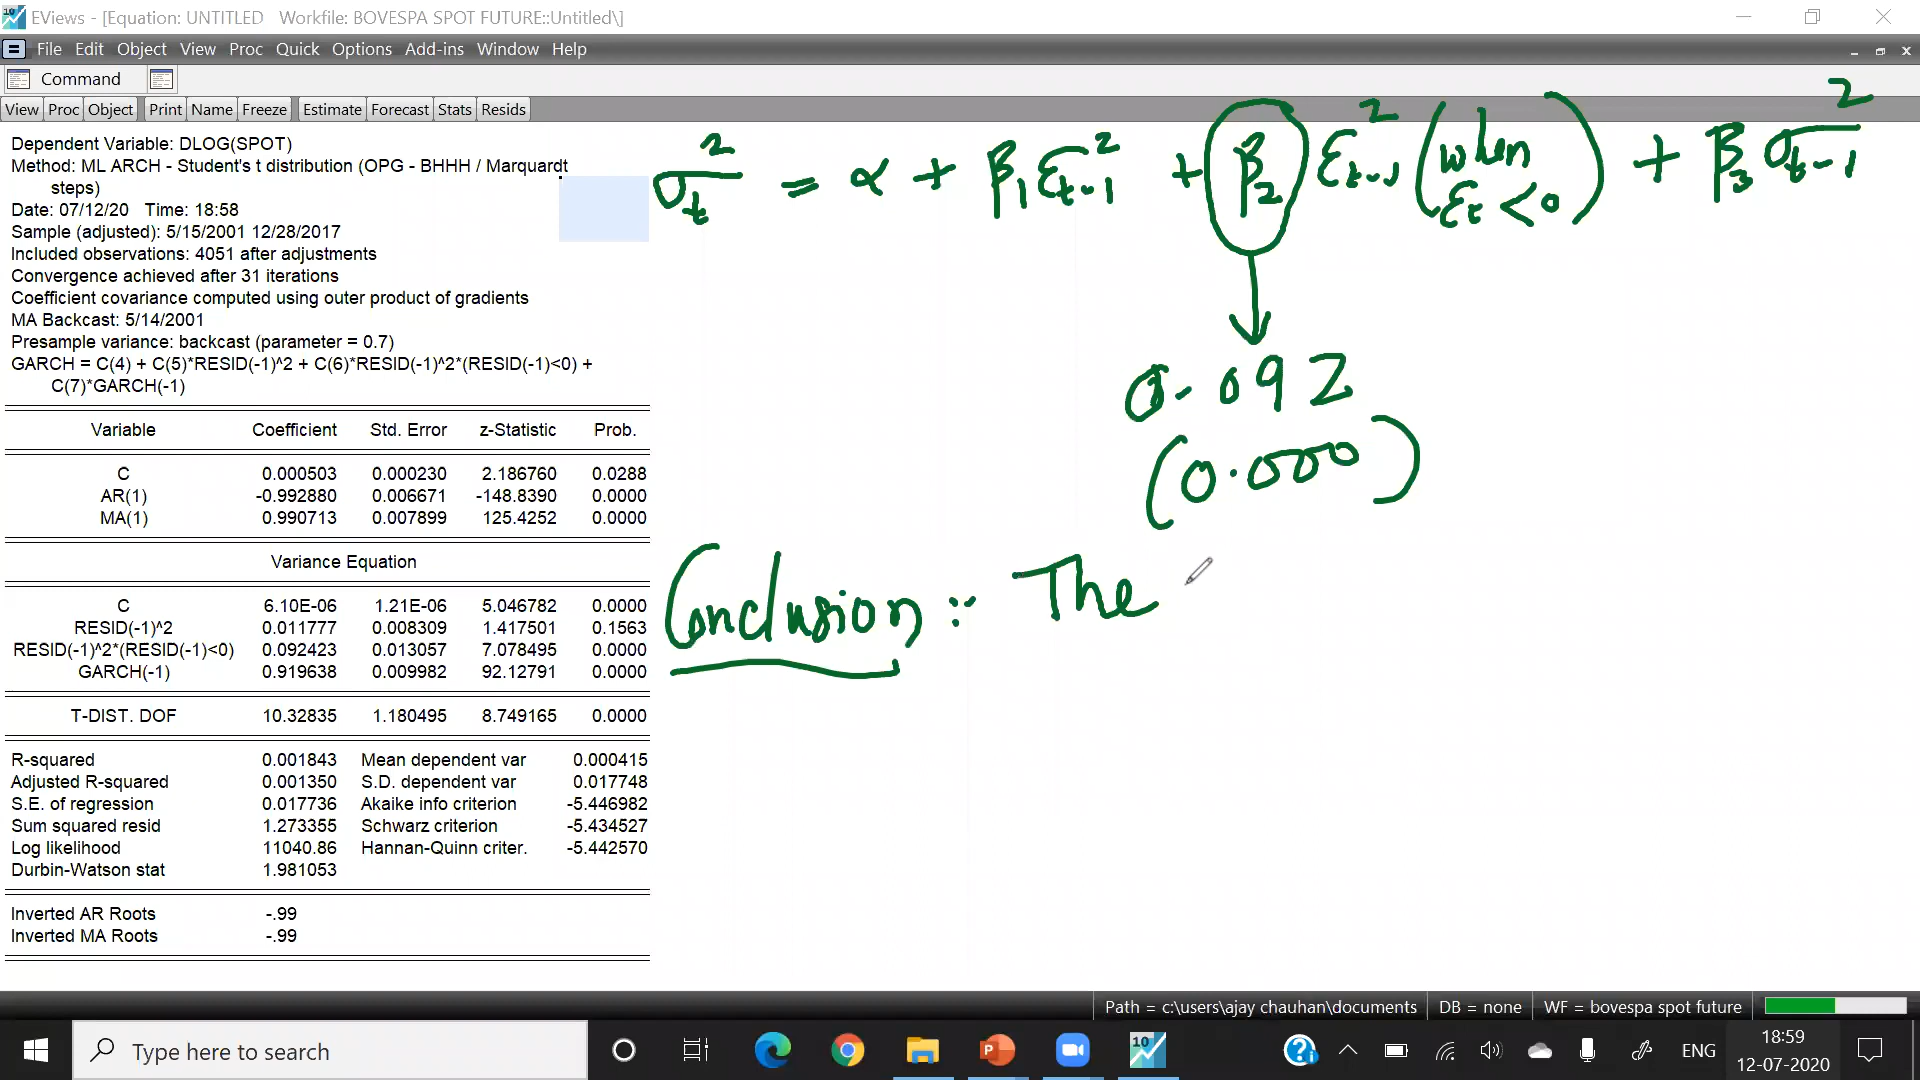 EViews - [Equation: UNTITLED   Workfile: BOVESPA SPOT FUTURE::Untitled\]
File Edit Object View Proc Quick Options Add-ins Window Help
Command
View Proc Object Print Name Freeze Estimate Forecast Stats Resids
Dependent Variable: DLOG(SPOT)
Method: ML ARCH - Student's t distribution (OPG - BHHH / Marquardt
steps)
Date: 07/12/20   Time: 18:58
Sample (adjusted): 5/15/2001 12/28/2017
Included observations: 4051 after adjustments
Convergence achieved after 31 iterations
Coefficient covariance computed using outer product of gradients
MA Backcast: 5/14/2001
Presample variance: backcast (parameter = 0.7)
GARCH = C(4) + C(5)*RESID(-1)^2 + C(6)*RESID(-1)^2*(RESID(-1)<0) +
C(7)*GARCH(-1)
Variable Coefficient Std. Error z-Statistic Prob.
C 0.000503 0.000230 2.186760 0.0288
AR(1) -0.992880 0.006671 -148.8390 0.0000
MA(1) 0.990713 0.007899 125.4252 0.0000
Variance Equation
C 6.10E-06 1.21E-06 5.046782 0.0000
RESID(-1)^2 0.011777 0.008309 1.417501 0.1563
RESID(-1)^2*(RESID(-1)<0) 0.092423 0.013057 7.078495 0.0000
GARCH(-1) 0.919638 0.009982 92.12791 0.0000
T-DIST. DOF 10.32835 1.180495 8.749165 0.0000
R-squared 0.001843 Mean dependent var 0.000415
Adjusted R-squared 0.001350 S.D. dependent var 0.017748
S.E. of regression 0.017736 Akaike info criterion -5.446982
Sum squared resid 1.273355 Schwarz criterion -5.434527
Log likelihood 11040.86 Hannan-Quinn criter. -5.442570
Durbin-Watson stat 1.981053
Inverted AR Roots -.99
Inverted MA Roots -.99
σt² = α + β1 εt-1² + β2 εt-1² (when εt <0) + β3 σt-1²
0.092
(0.000)
Conclusion :- The
Path = c:\users\ajay chauhan\documents DB = none WF = bovespa spot future
Type here to search
ENG
18:59
12-07-2020